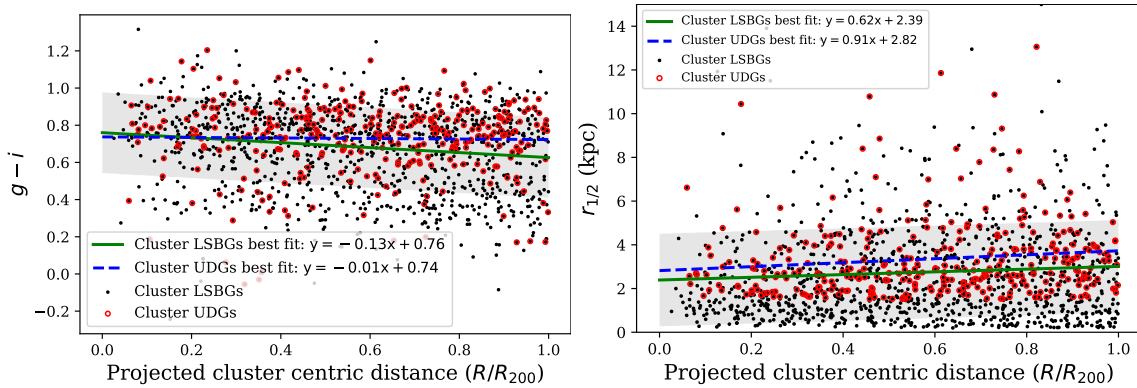 1.2
1.0
0.8
0.6
0.4
0.2
0.0
−0.2
g − i
Cluster LSBGs best fit: y = −0.13x + 0.76
Cluster UDGs best fit: y = −0.01x + 0.74
Cluster LSBGs
Cluster UDGs
0.0 0.2 0.4 0.6 0.8 1.0
Projected cluster centric distance (R/R₂₀₀)
14
12
10
8
6
4
2
0
r₁/₂ (kpc)
Cluster LSBGs best fit: y = 0.62x + 2.39
Cluster UDGs best fit: y = 0.91x + 2.82
Cluster LSBGs
Cluster UDGs
0.0 0.2 0.4 0.6 0.8 1.0
Projected cluster centric distance (R/R₂₀₀)